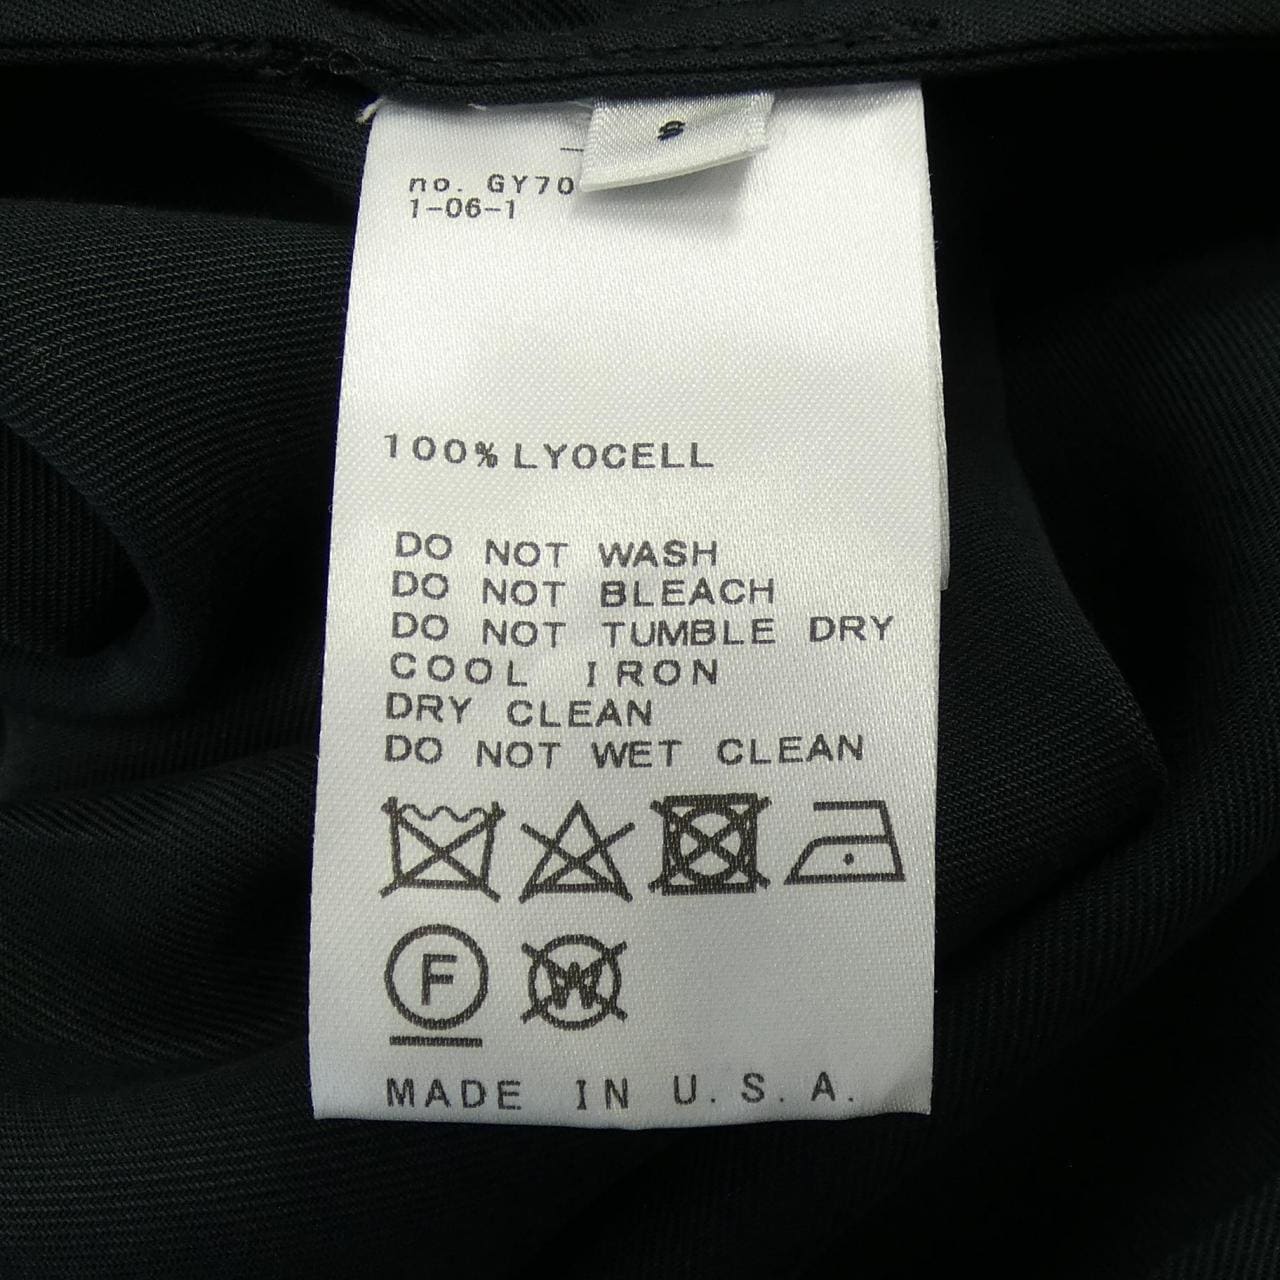 S
no. GY70
1-06-1
100% LYOCELL
DO NOT WASH
DO NOT BLEACH
DO NOT TUMBLE DRY
COOL IRON
DRY CLEAN
DO NOT WET CLEAN
F W
MADE IN U.S.A.